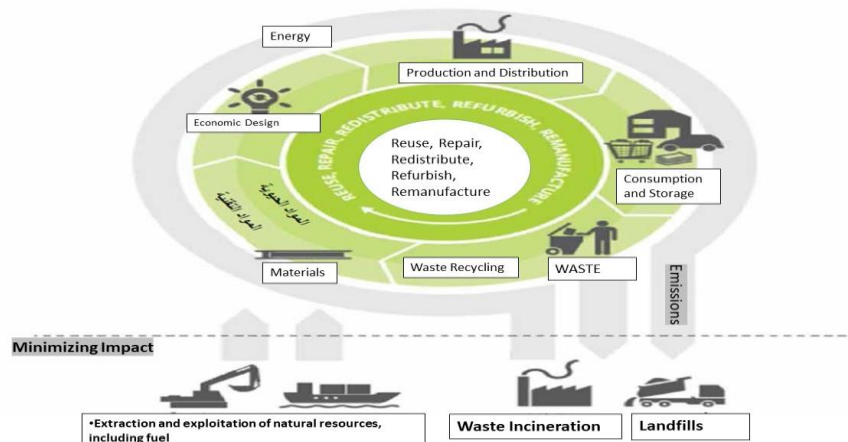 Energy
Production and Distribution
Economic Design
REUSE, REPAIR, REDISTRIBUTE, REFURBISH, REMANUFACTURE
Reuse, Repair,
Redistribute,
Refurbish,
Remanufacture
Consumption
and Storage
المواد الحيوية
المواد التقنية
Materials
Waste Recycling
WASTE
Emissions
Minimizing Impact
•Extraction and exploitation of natural resources,
including fuel
Waste Incineration
Landfills